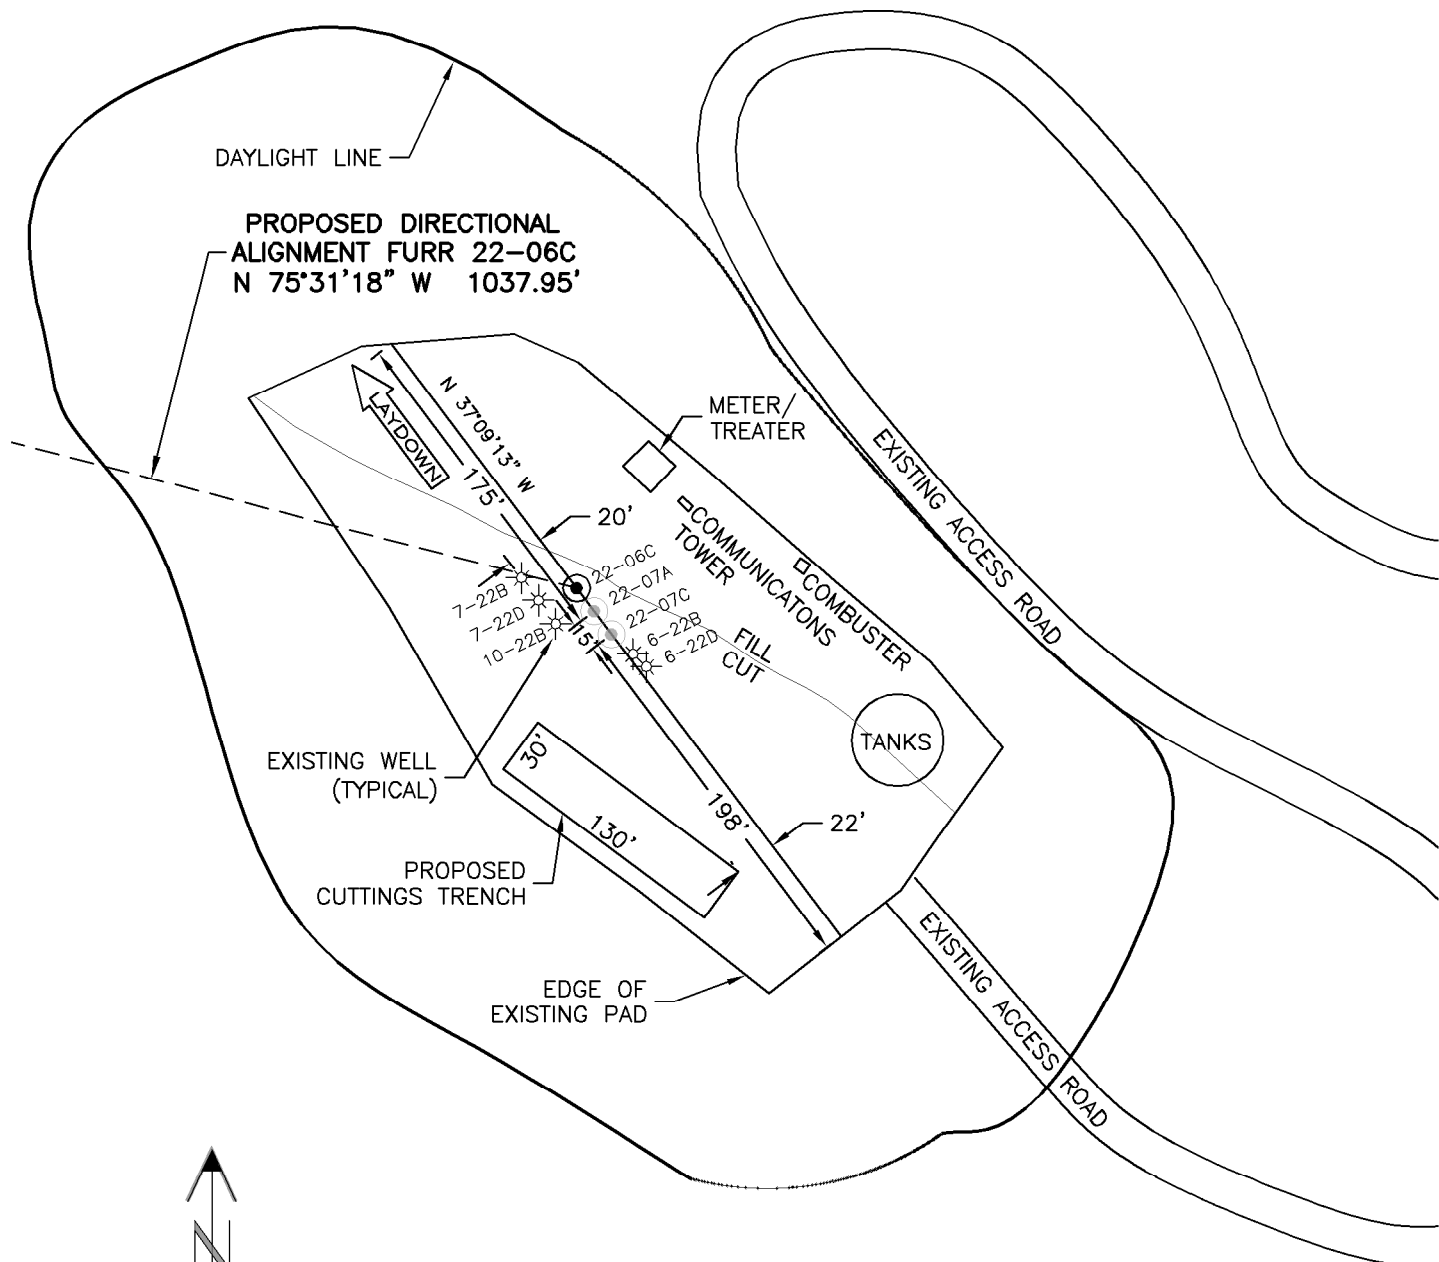 DAYLIGHT LINE
PROPOSED DIRECTIONAL
ALIGNMENT FURR 22-06C
N 75°31'18" W 1037.95'
LAYDOWN
N 37°09'13" W
175'
20'
METER/
TREATER
COMMUNICATONS
TOWER
COMBUSTER
EXISTING ACCESS ROAD
22-06C
22-07A
22-07C
6-22B
6-22D
7-22B
7-22D
10-22B
15'
FILL
CUT
TANKS
EXISTING WELL
(TYPICAL)
30'
130'
198'
22'
PROPOSED
CUTTINGS TRENCH
EDGE OF
EXISTING PAD
EXISTING ACCESS ROAD
N